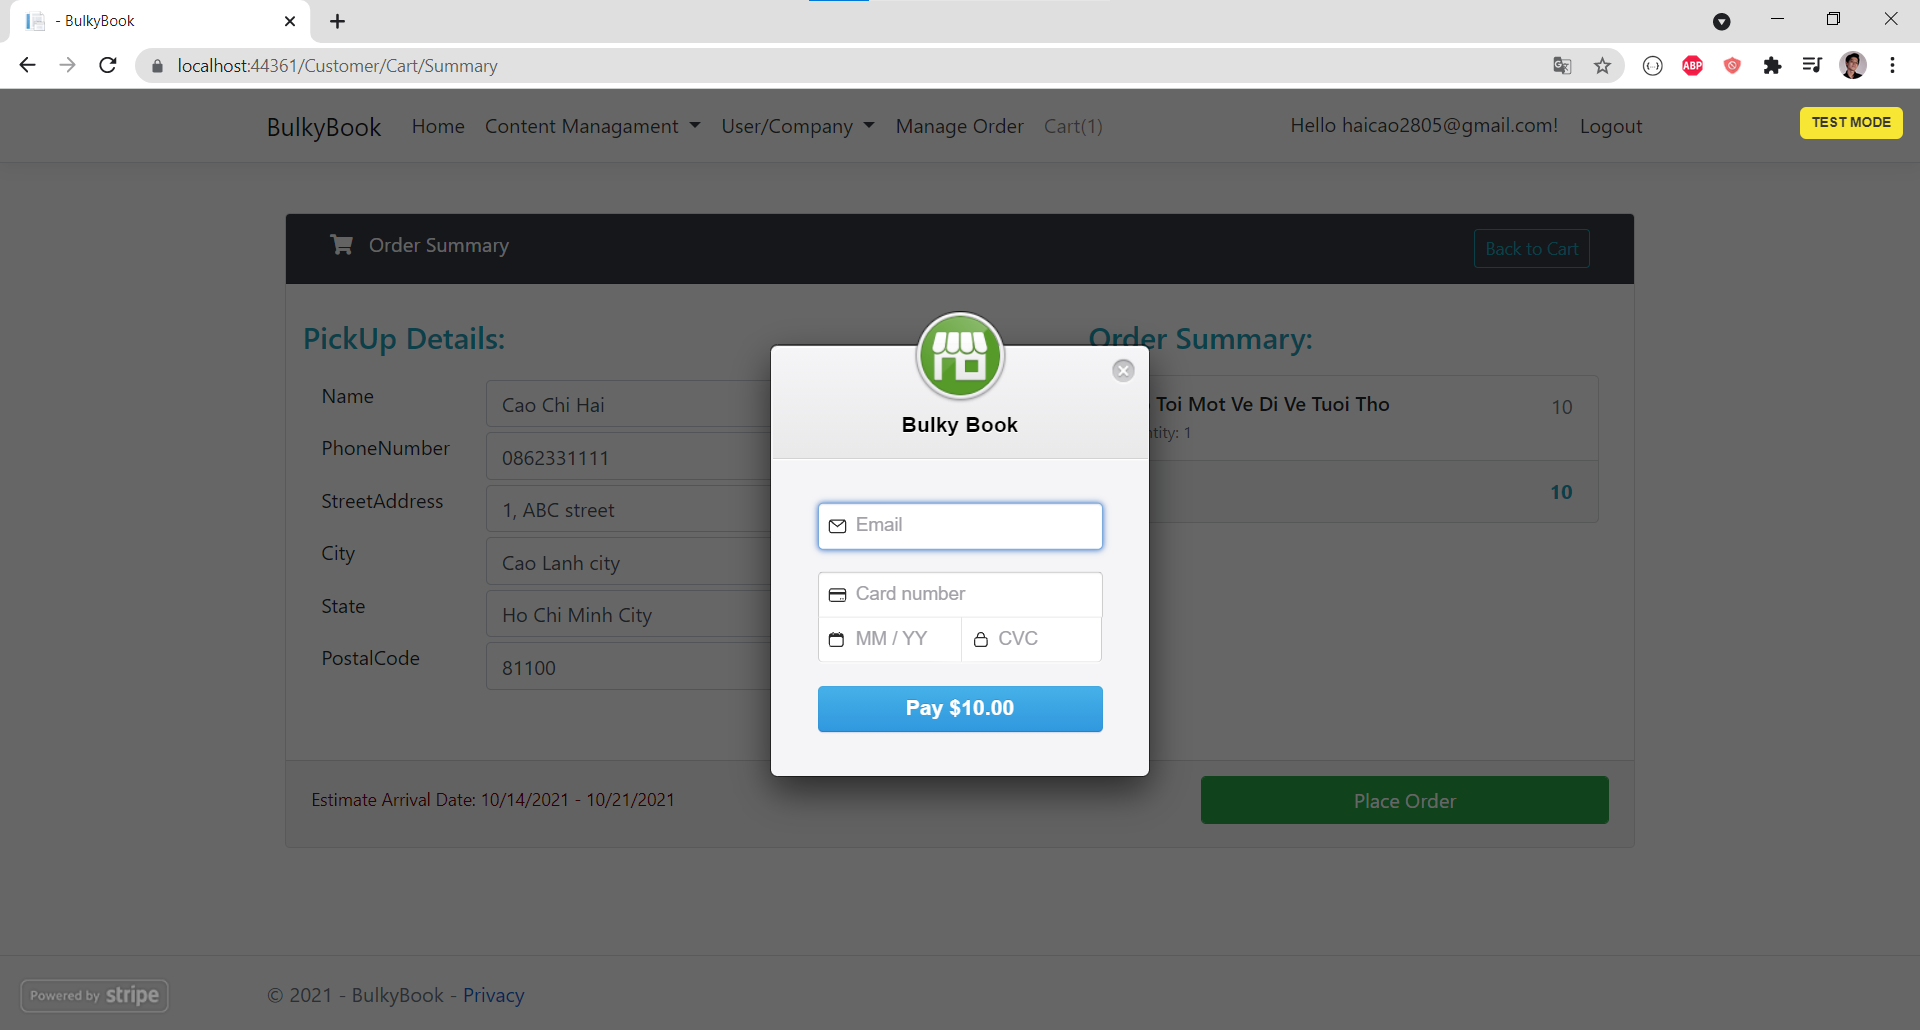 - BulkyBook
localhost:44361/Customer/Cart/Summary
ABP
BulkyBook Home Content Managament User/Company Manage Order Cart(1) Hello haicao2805@gmail.com! Logout
TEST MODE
Order Summary Back to Cart
PickUp Details:
Name Cao Chi Hai
PhoneNumber 0862331111
StreetAddress 1, ABC street
City Cao Lanh city
State Ho Chi Minh City
PostalCode 81100
Order Summary:
Toi Mot Ve Di Ve Tuoi Tho 10
tity: 1
10
Bulky Book
Email
Card number
MM / YY CVC
Pay $10.00
Estimate Arrival Date: 10/14/2021 - 10/21/2021
Place Order
Powered by stripe
© 2021 - BulkyBook - Privacy